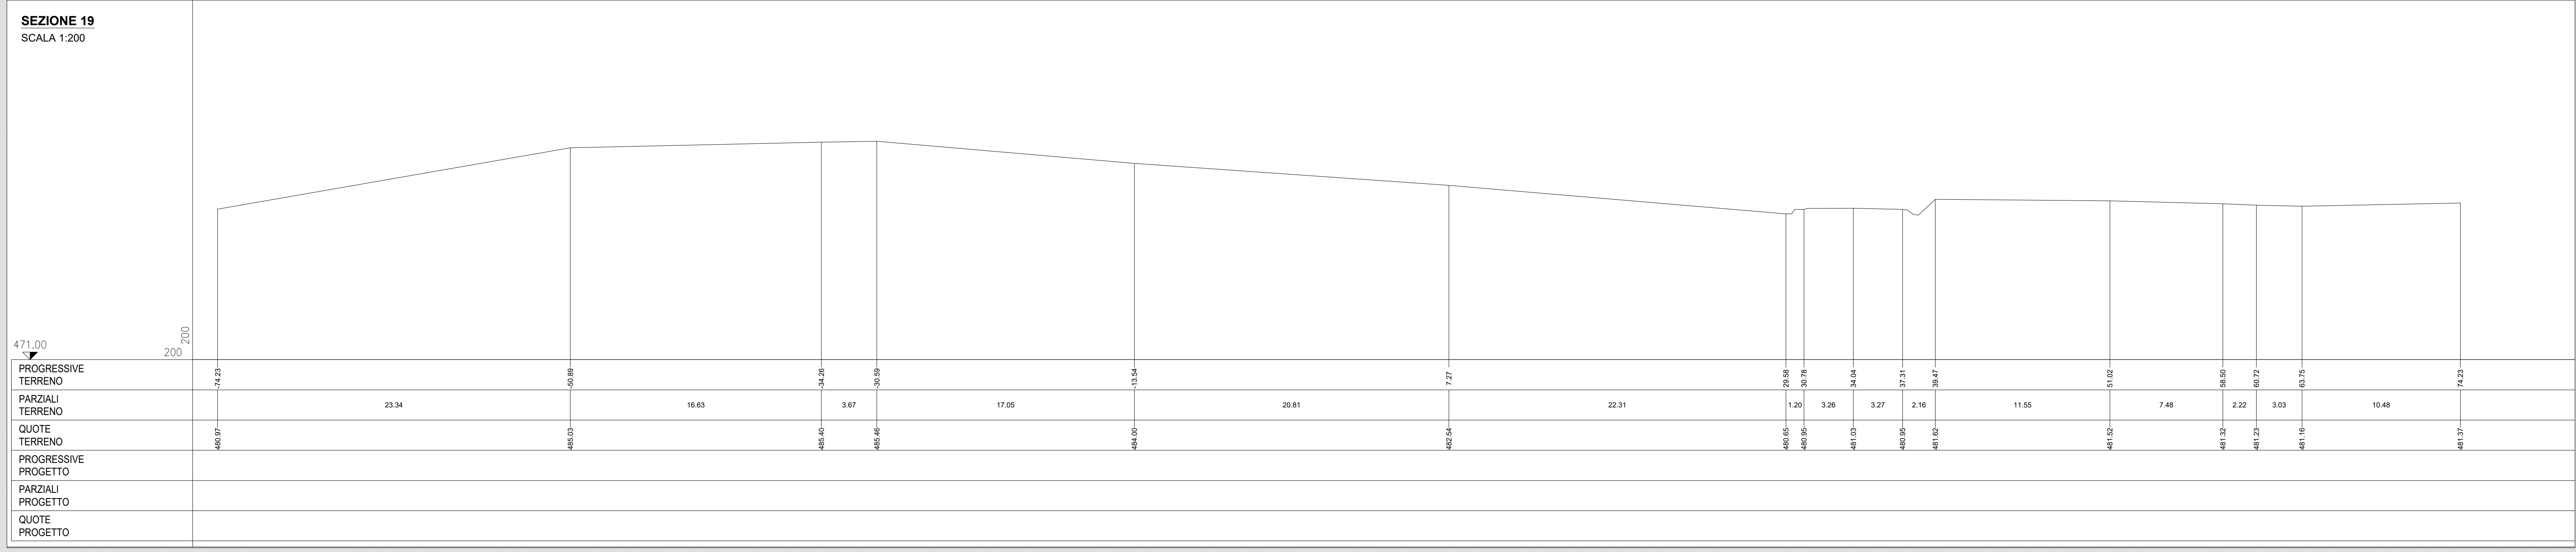 SEZIONE 19
SCALA 1:200
200
471.00
200
PROGRESSIVE
TERRENO
-74.23 -50.89 -34.26 -30.59 -13.54 7.27 29.58 30.78 34.04 37.31 39.47 51.02 58.50 60.72 63.75 74.23
PARZIALI
TERRENO
23.34 16.63 3.67 17.05 20.81 22.31 1.20 3.26 3.27 2.16 11.55 7.48 2.22 3.03 10.48
QUOTE
TERRENO
480.97 485.03 485.40 485.46 484.00 482.54 480.65 480.95 481.03 480.95 481.62 481.52 481.32 481.23 481.16 481.37
PROGRESSIVE
PROGETTO
PARZIALI
PROGETTO
QUOTE
PROGETTO